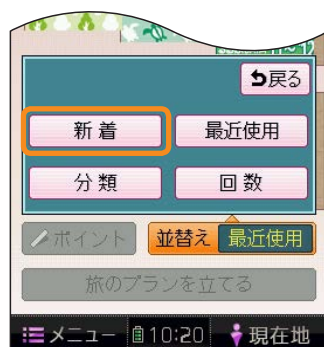 戻る
新着 最近使用
分類 回数
ポイント 並替え 最近使用
旅のプランを立てる
メニュー 10:20 現在地